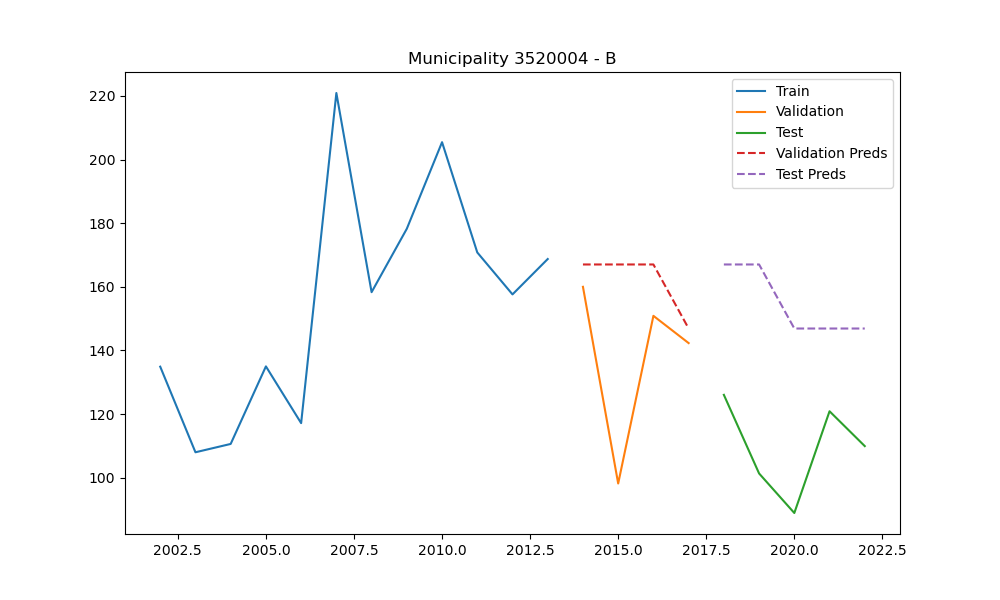 Municipality 3520004 - B
Train
Validation
Test
Validation Preds
Test Preds
220
200
180
160
140
120
100
2002.5 2005.0 2007.5 2010.0 2012.5 2015.0 2017.5 2020.0 2022.5